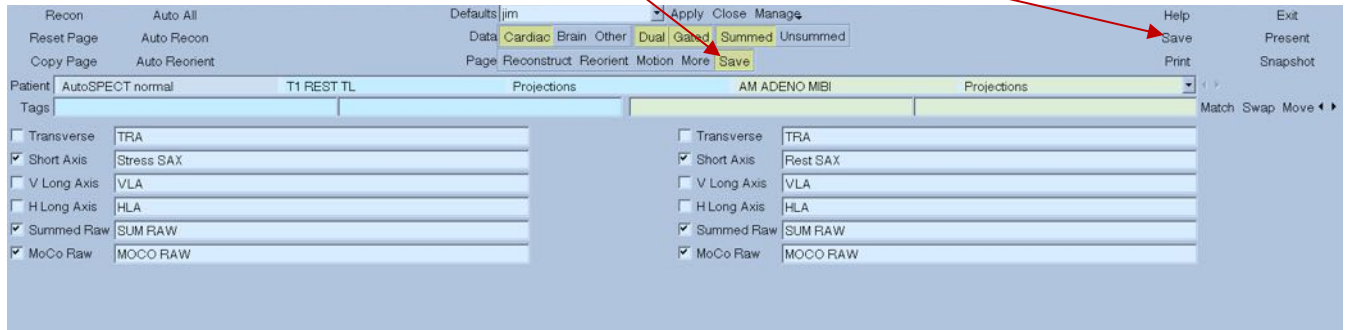 Recon Auto All Defaults jim Apply Close Manage Help Exit
Reset Page Auto Recon Data Cardiac Brain Other Dual Gated Summed Unsummed Save Present
Copy Page Auto Reorient Page Reconstruct Reorient Motion More Save Print Snapshot
Patient AutoSPECT normal T1 REST TL Projections AM ADENO MIBI Projections
Tags Match Swap Move
Transverse TRA Transverse TRA
Short Axis Stress SAX Short Axis Rest SAX
V Long Axis VLA V Long Axis VLA
H Long Axis HLA H Long Axis HLA
Summed Raw SUM RAW Summed Raw SUM RAW
MoCo Raw MOCO RAW MoCo Raw MOCO RAW